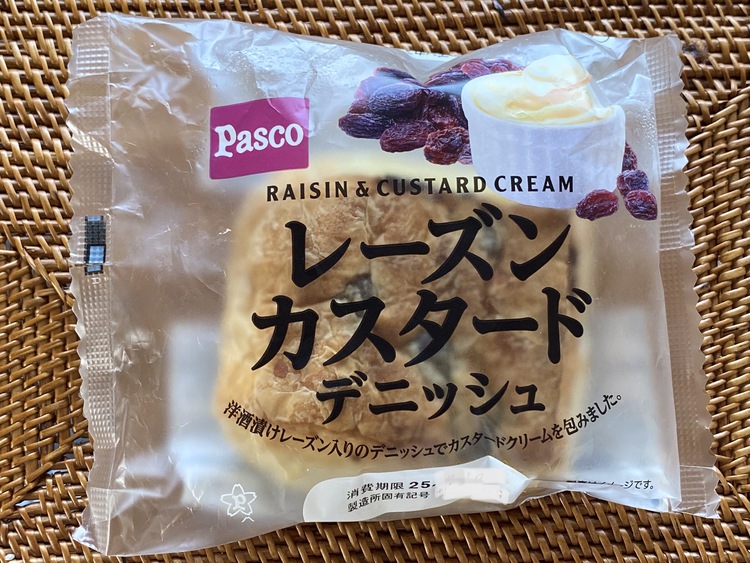 Pasco
RAISIN & CUSTARD CREAM
レーズン
カスタード
デニッシュ
洋酒漬けレーズン入りのデニッシュでカスタードクリームを包みました。
消費期限 25.
製造所固有記号
イメージです。